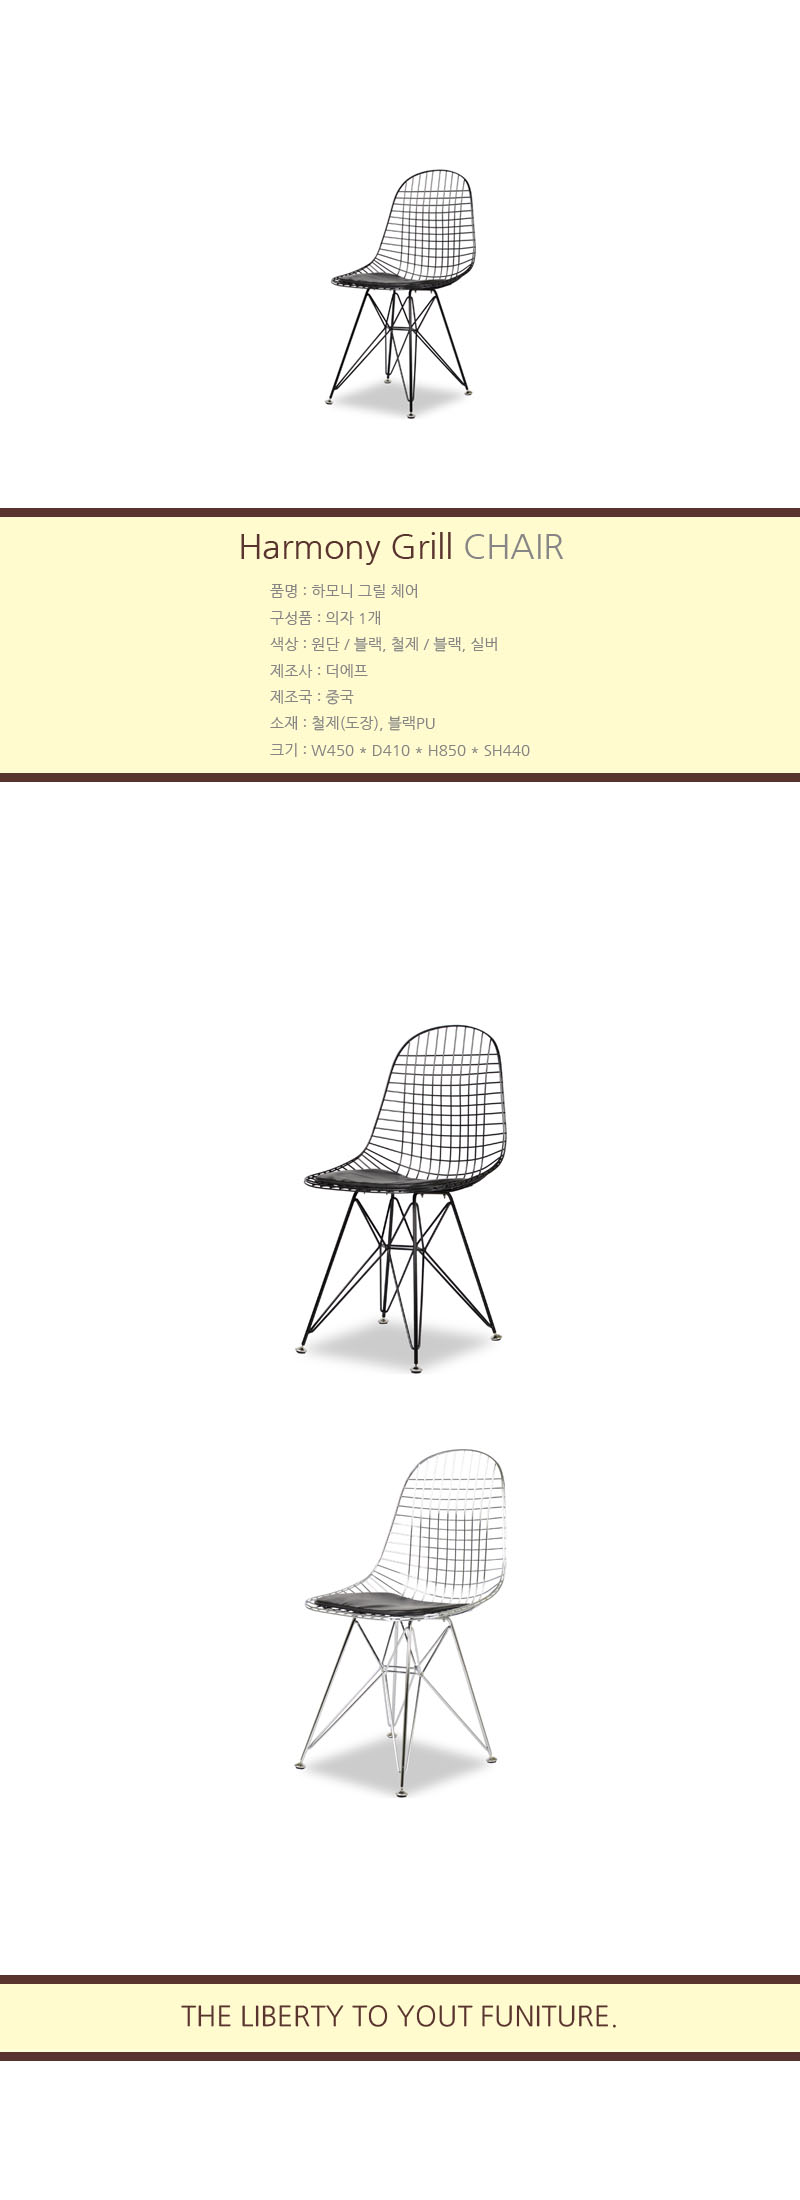 Harmony Grill CHAIR
품명 : 하모니 그릴 체어
구성품 : 의자 1개
색상 : 원단 / 블랙, 철제 / 블랙, 실버
제조사 : 더에프
제조국 : 중국
소재 : 철제(도장), 블랙PU
크기 : W450 * D410 * H850 * SH440
THE LIBERTY TO YOUT FUNITURE.